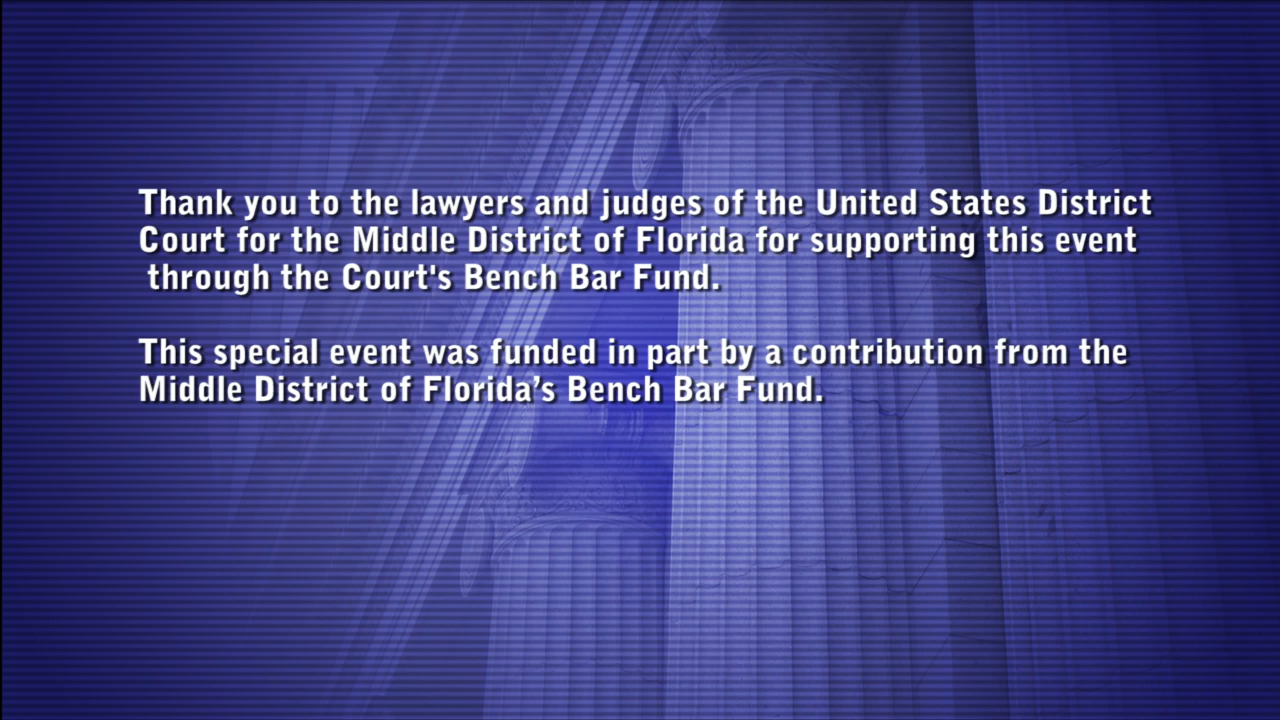 Thank you to the lawyers and judges of the United States District
Court for the Middle District of Florida for supporting this event
through the Court's Bench Bar Fund.
This special event was funded in part by a contribution from the
Middle District of Florida’s Bench Bar Fund.